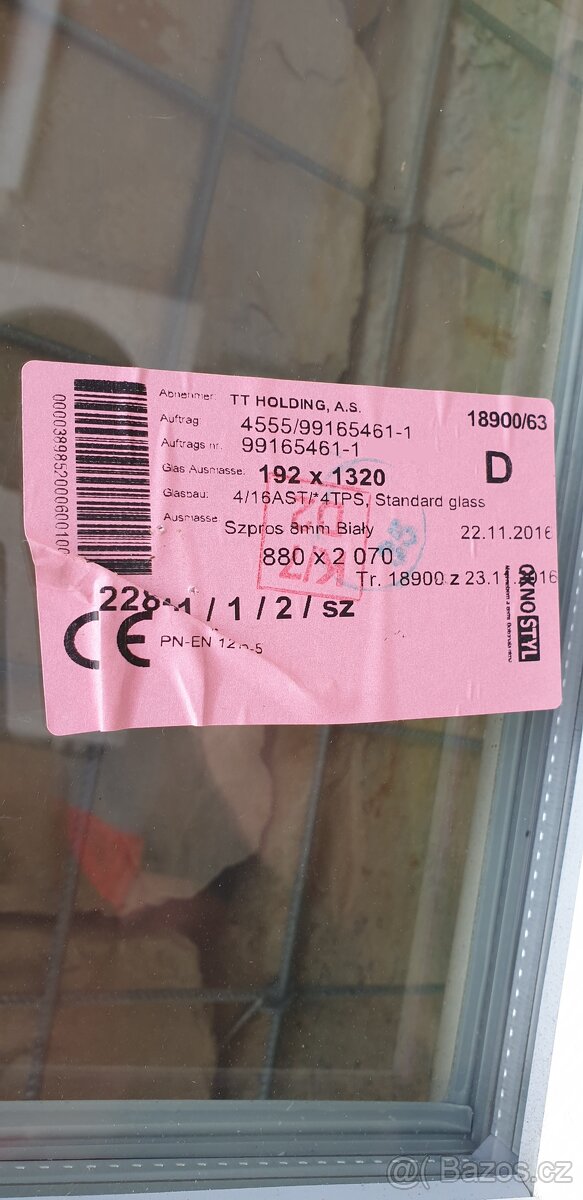 Abnehmer TT HOLDING, A.S.
18900/63
Auftrag 4555/99165461-1
Auftrags nr. 99165461-1
D
Glas Ausmasse: 192 x 1320
Glasbau: 4/16AST/*4TPS, Standard glass
Ausmasse Szpros 8mm Biały
22.11.2016
880 x 2 070
Tr. 18900 z 23.11.2016
/ 1 / 2 / sz
CE PN-EN
OKNOSTYL
@( Bazos.cz